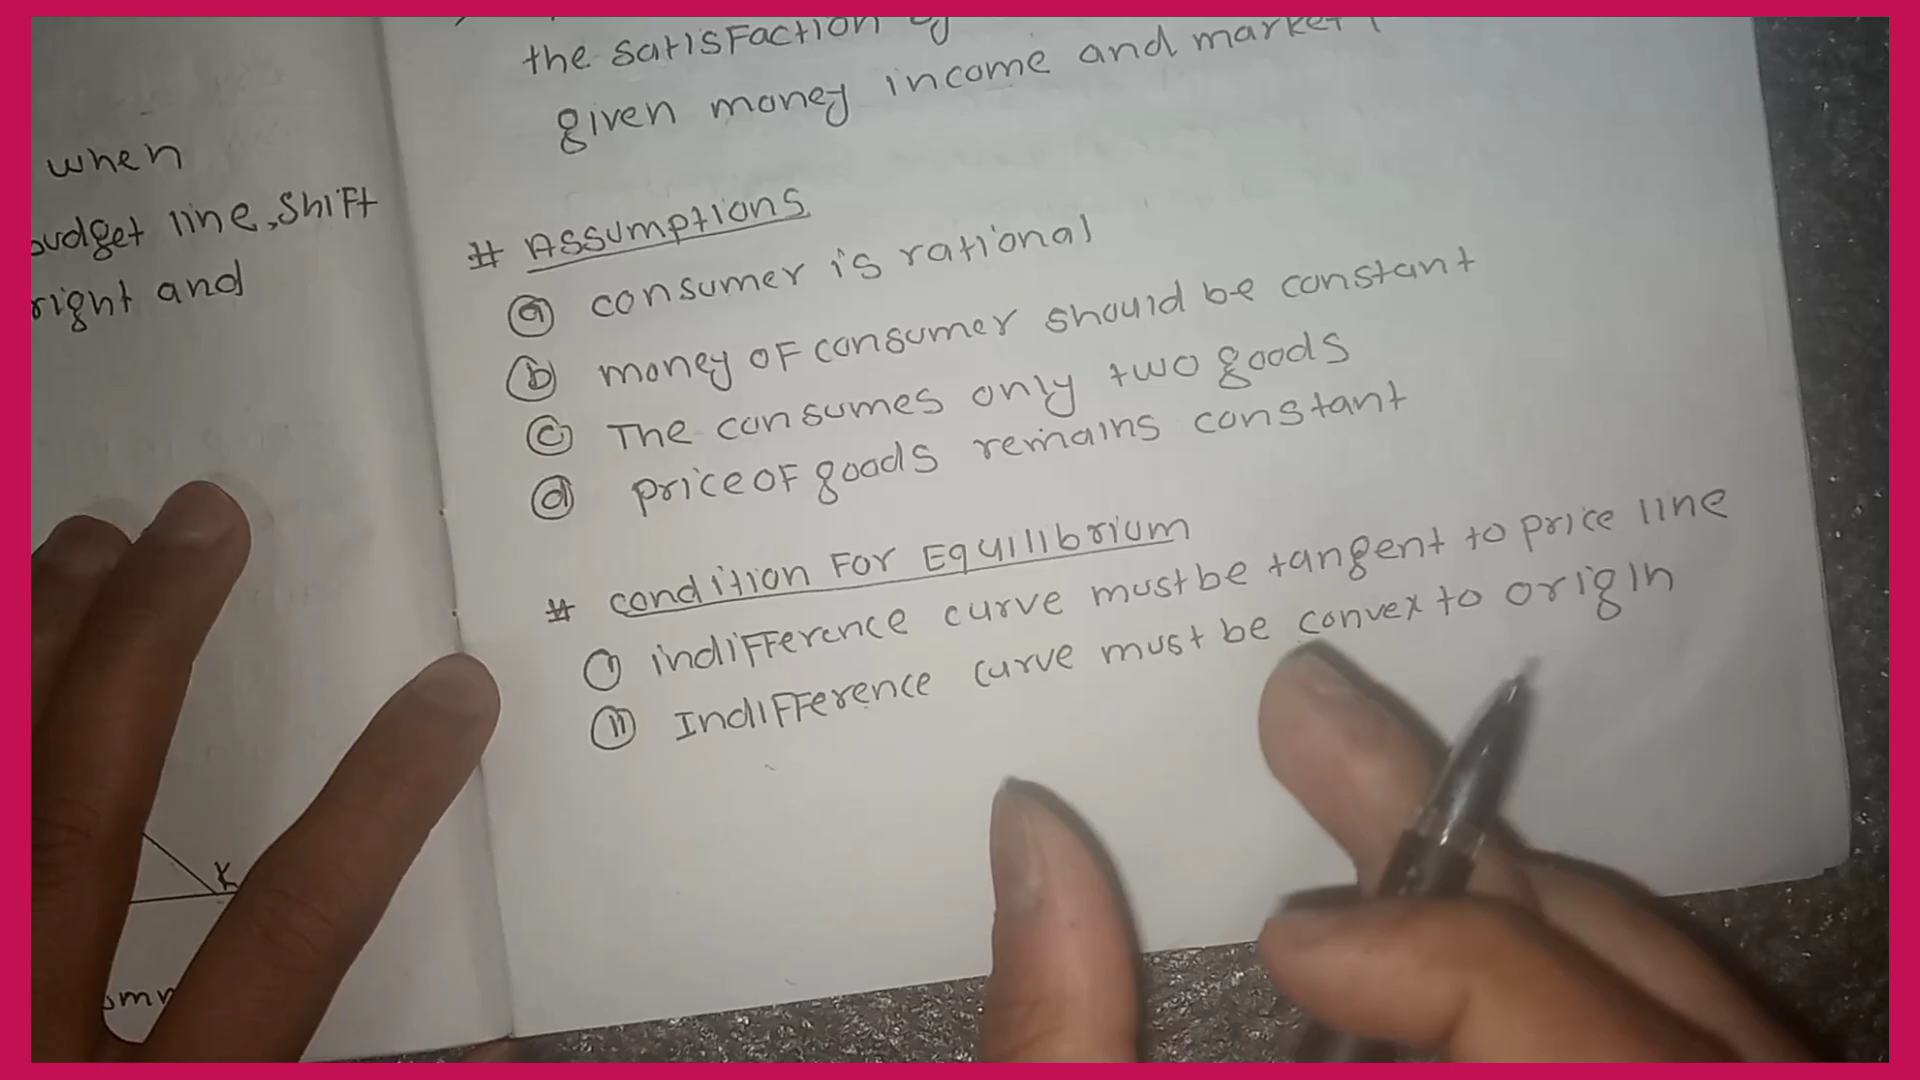 when
budget line, shift
right and
K
the satisfaction
given money income and market
# Assumptions
a consumer is rational
b money of consumer should be constant
c The consumes only two goods
d price of goods remains constant
# condition For Equilibrium
i indifference curve must be tangent to price line
ii Indifference curve must be convex to origin